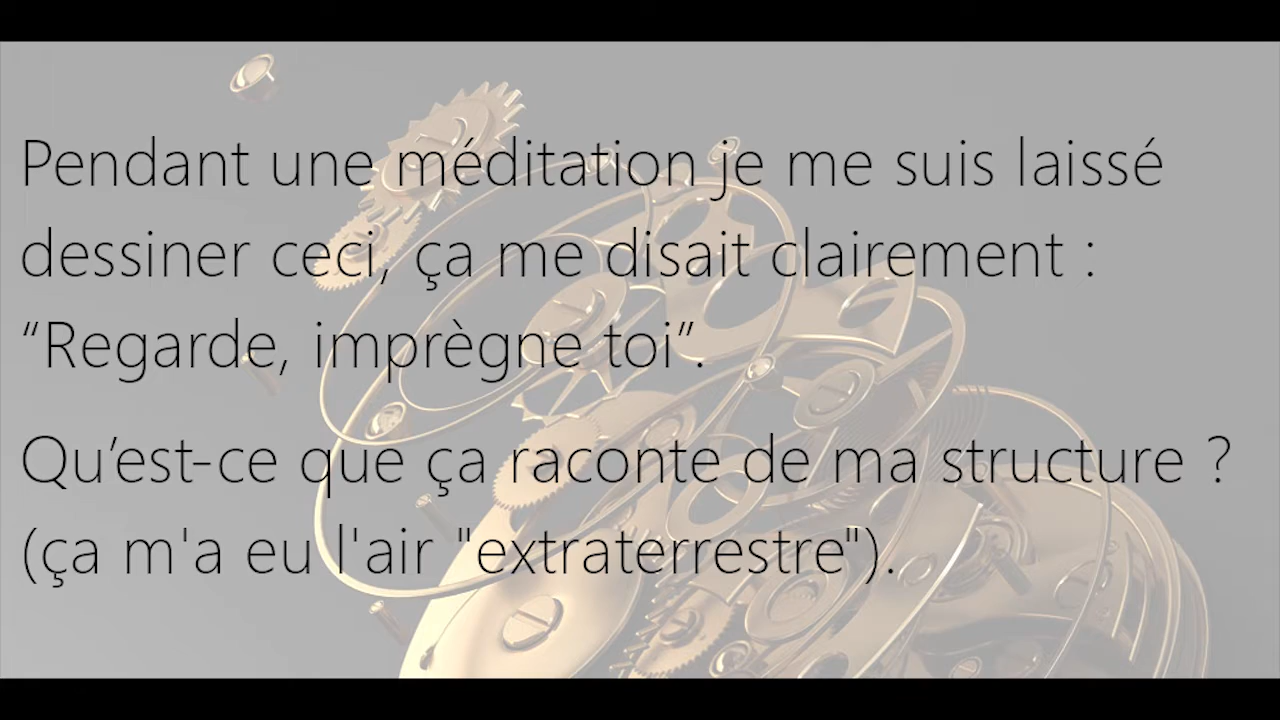 Pendant une méditation je me suis laissé
dessiner ceci, ça me disait clairement :
“Regarde, imprègne toi”.
Qu’est-ce que ça raconte de ma structure ?
(ça m'a eu l'air "extraterrestre").